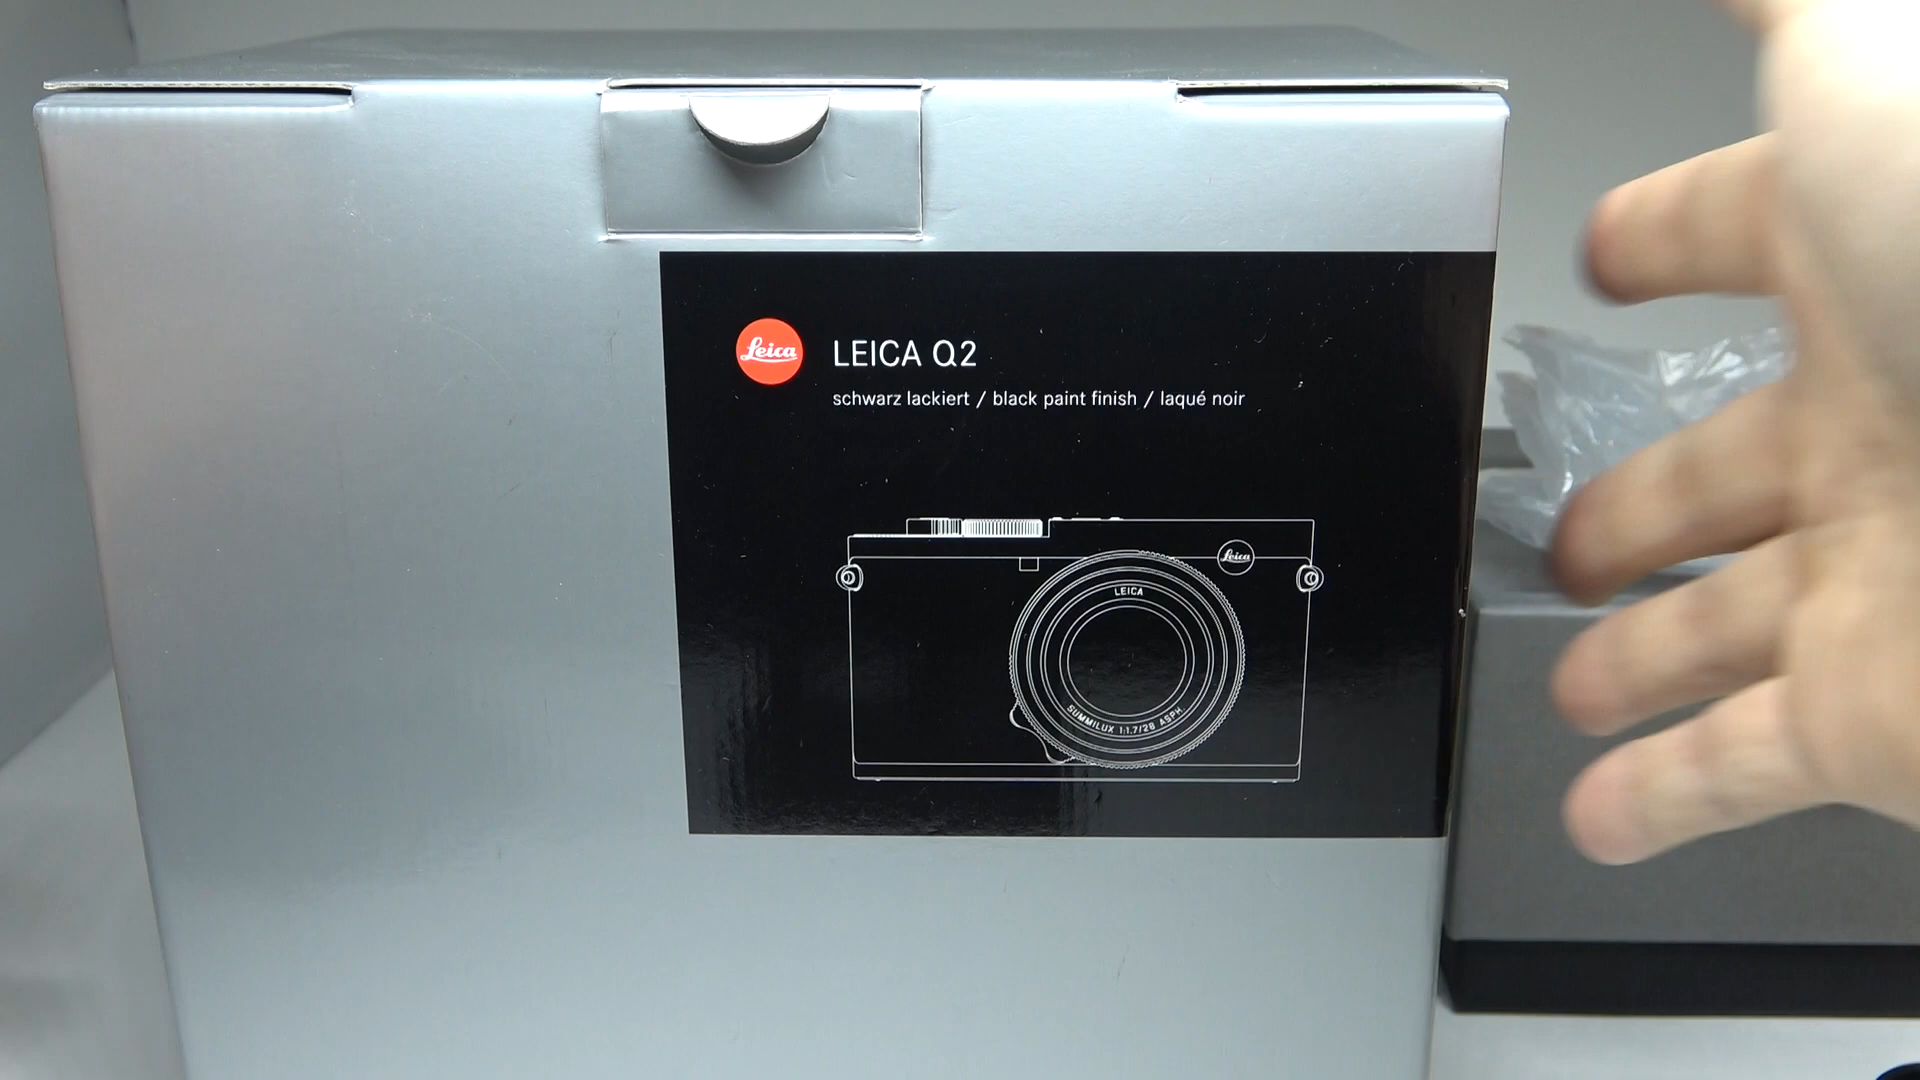 Leica
LEICA Q2
schwarz lackiert / black paint finish / laqué noir
Leica
LEICA
SUMMILUX 1:1.7/28 ASPH